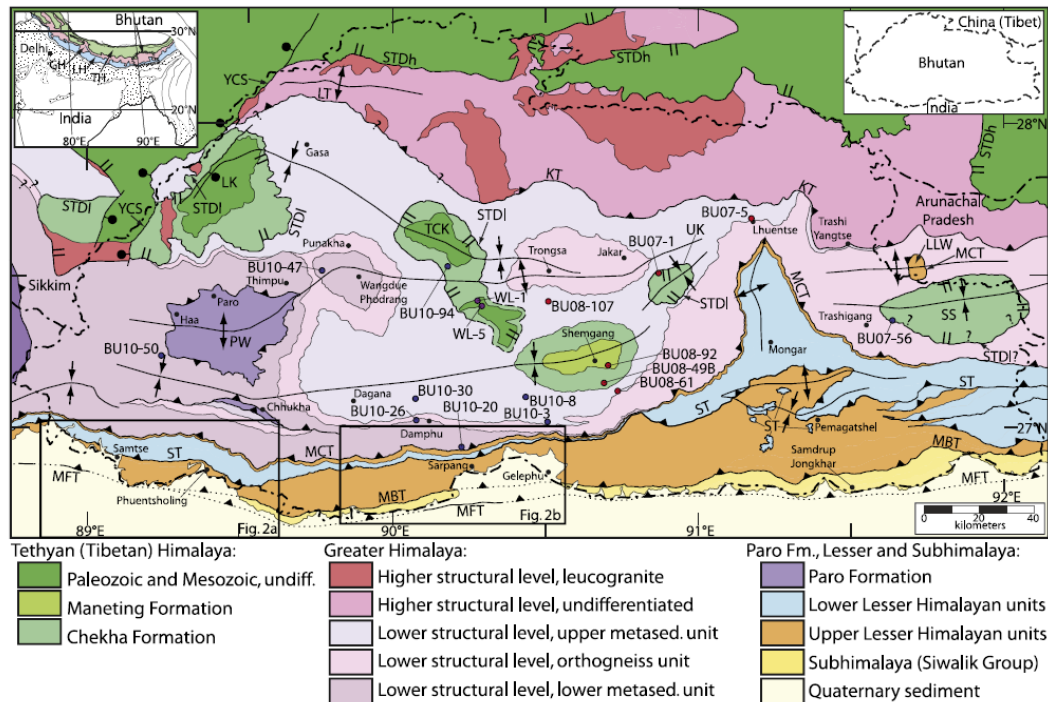 Bhutan
30°N
Delhi
GH
LH
TH
20°N
India
80°E
90°E
China (Tibet)
Bhutan
India
28°N
YCS
STDh
STDh
STDh
LT
Gasa
LK
YCS
STDl
STDl
STDl
KT
KT
TCK
STDl
UK
BU07-5
Lhuentse
Trashi
Yangtse
Arunachal
Pradesh
LLW
MCT
Punakha
Trongsa
Jakar
BU07-1
BU10-47
Thimpu
Wangdue
Phodrang
Sikkim
Paro
Haa
PW
BU10-94
WL-1
WL-5
BU08-107
STDl
MCT
Trashigang
SS
BU07-56
STDl?
Shemgang
Mongar
BU10-50
BU08-92
BU08-49B
BU08-61
Dagana
BU10-30
BU10-26
BU10-20
BU10-8
BU10-3
Chhukha
Damphu
ST
ST
Pemagatshel
27°N
Samtse
ST
MCT
Sarpang
Samdrup
Jongkhar
MBT
MFT
Phuentsholing
MBT
Gelephu
MFT
MFT
89°E
Fig. 2a
90°E
Fig. 2b
91°E
92°E
0 20 40
kilometers
Tethyan (Tibetan) Himalaya:
Paleozoic and Mesozoic, undiff.
Maneting Formation
Chekha Formation
Greater Himalaya:
Higher structural level, leucogranite
Higher structural level, undifferentiated
Lower structural level, upper metased. unit
Lower structural level, orthogneiss unit
Lower structural level, lower metased. unit
Paro Fm., Lesser and Subhimalaya:
Paro Formation
Lower Lesser Himalayan units
Upper Lesser Himalayan units
Subhimalaya (Siwalik Group)
Quaternary sediment